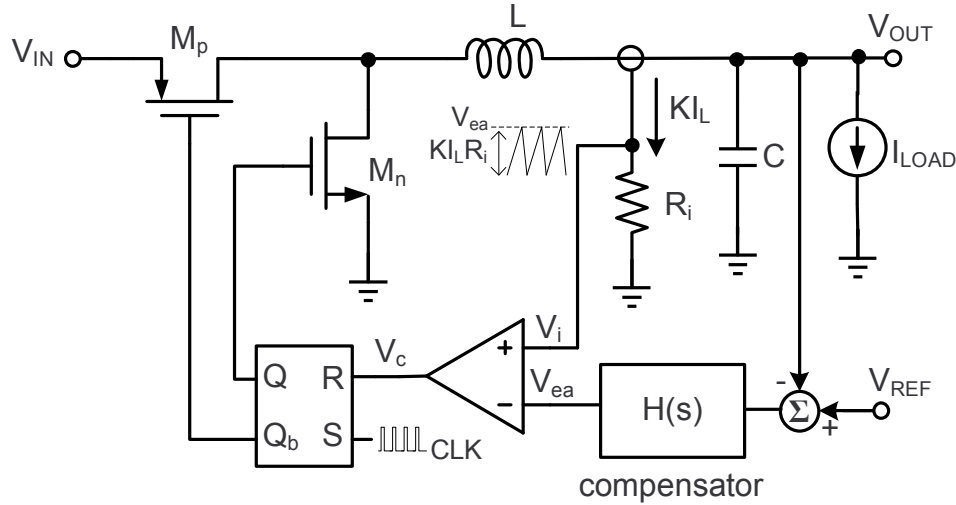 L
V_OUT
M_p
V_IN
KI_L
V_ea
KI_LR_i
C
I_LOAD
M_n
R_i
V_i
V_c
+
V_ea
-
Q
R
H(s)
-
V_REF
Σ
+
Q_b
S
CLK
compensator